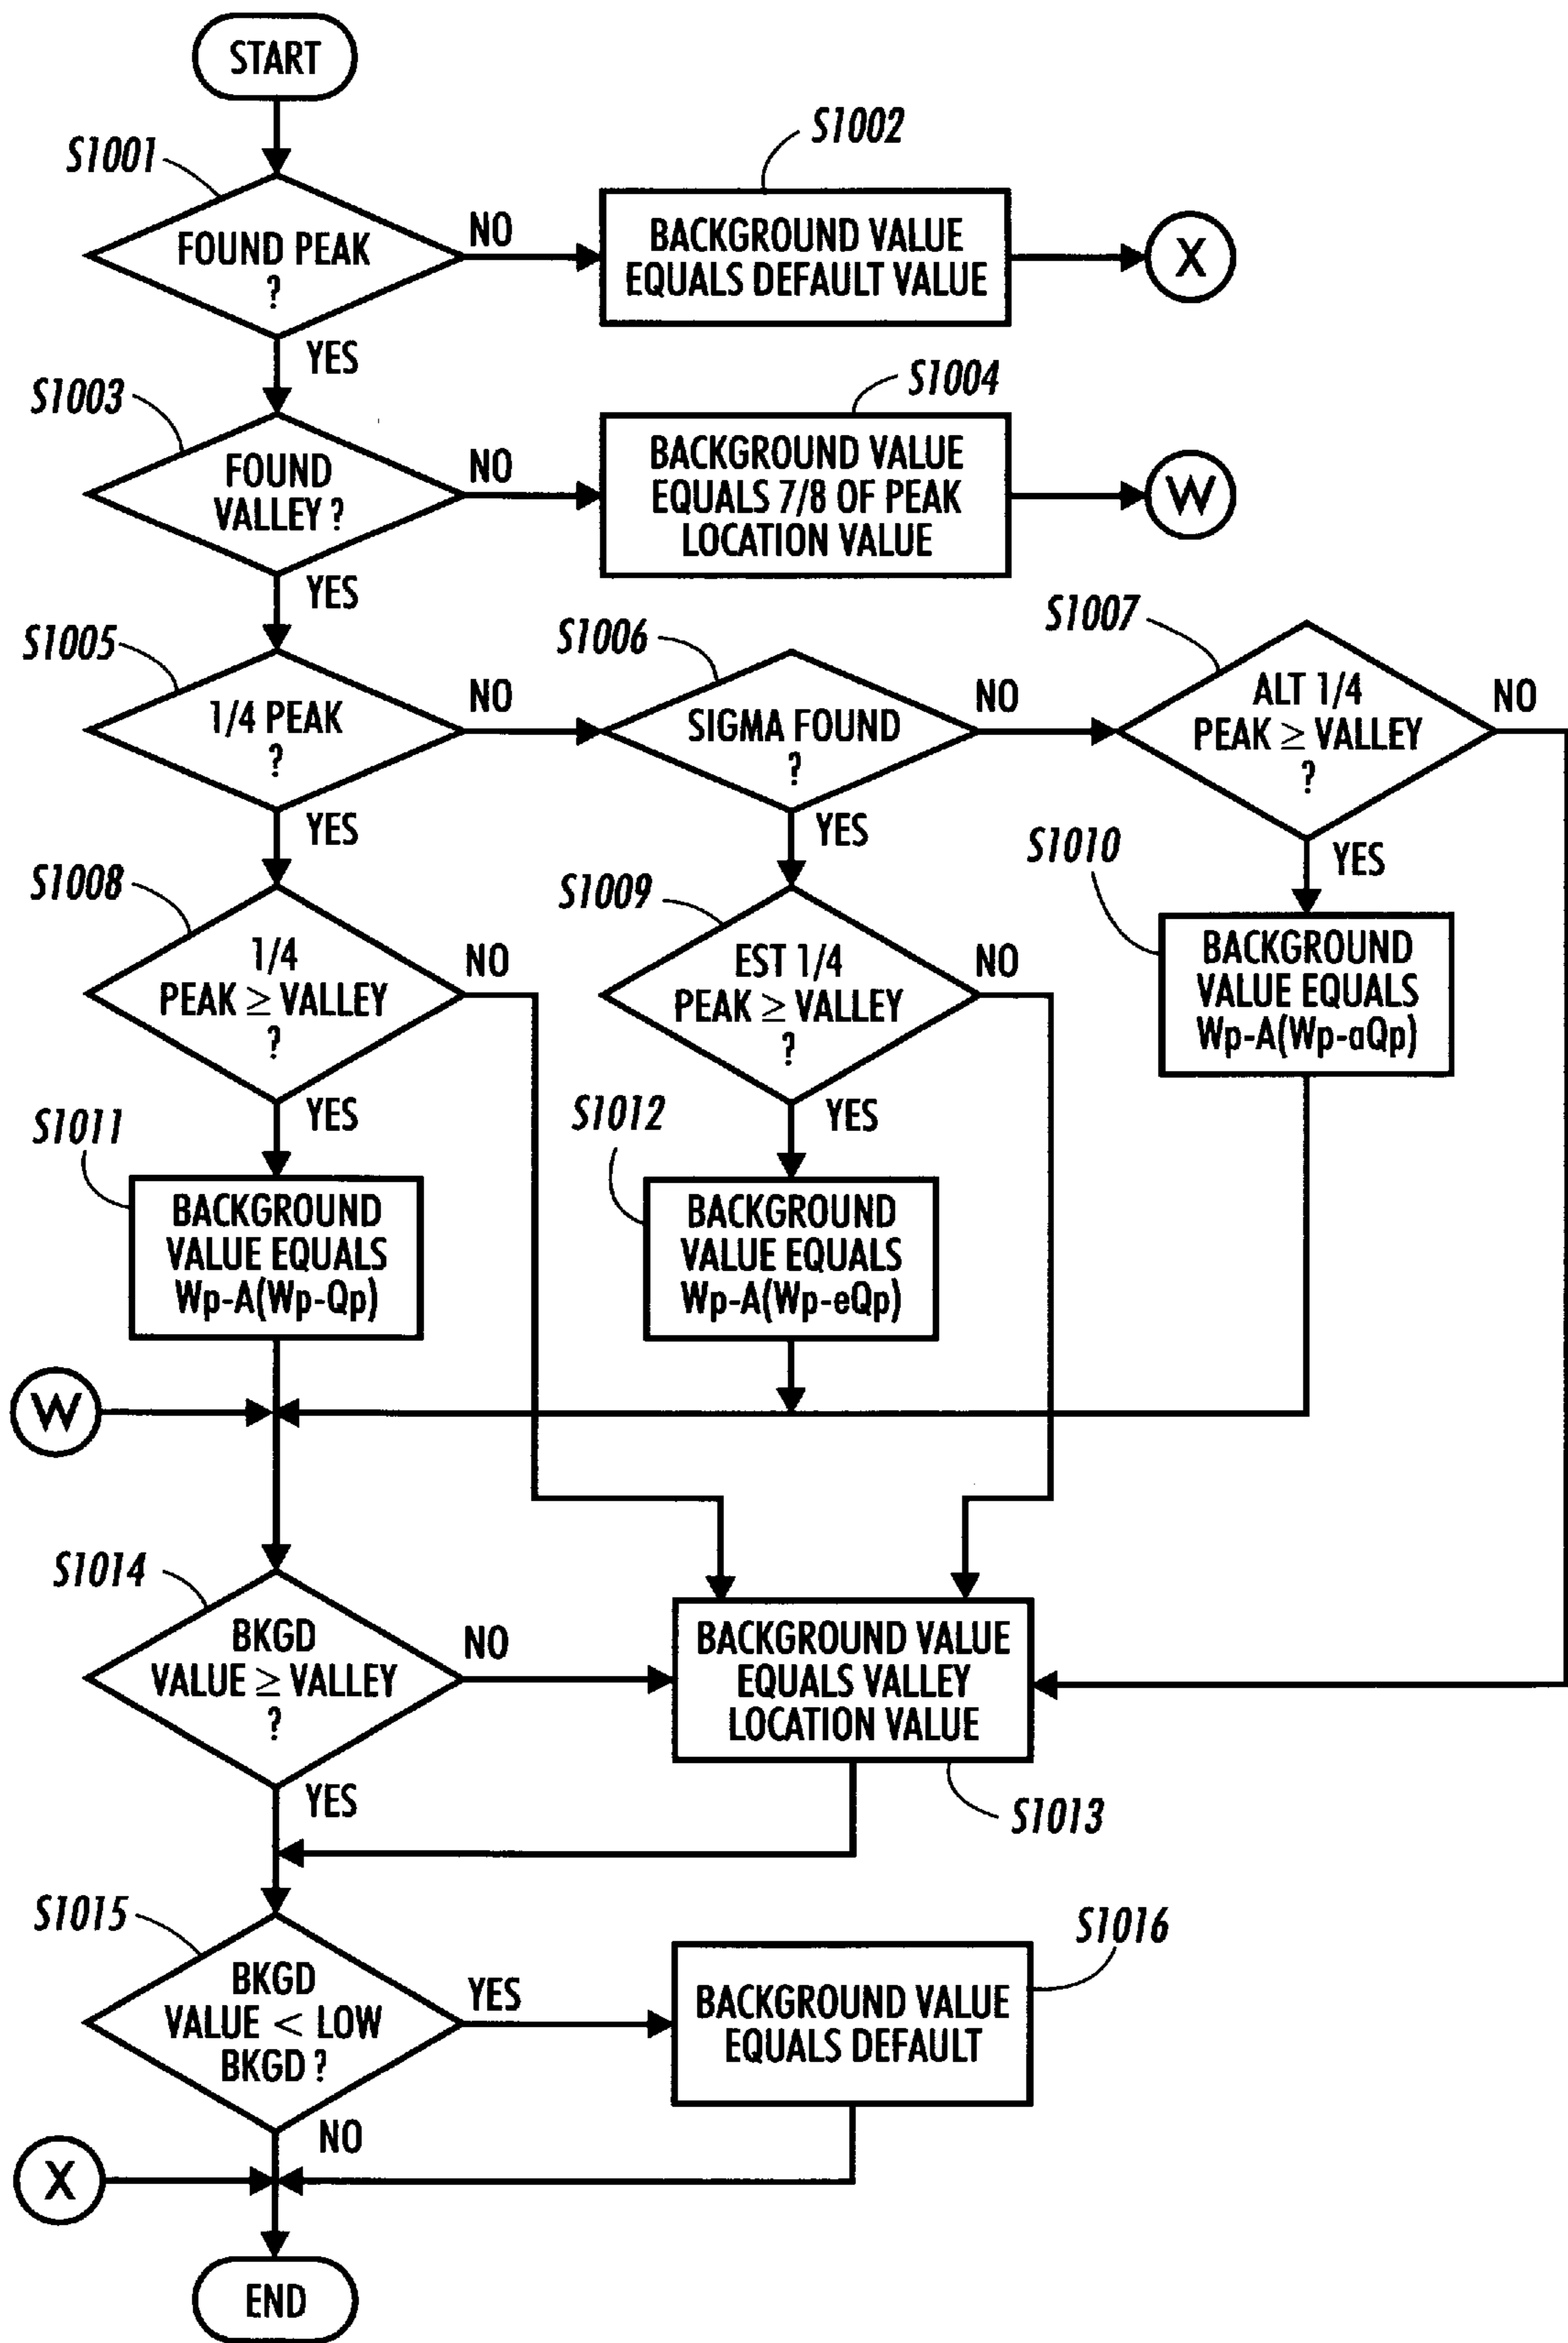 START
S1001
FOUND PEAK
?
NO
YES
S1002
BACKGROUND VALUE
EQUALS DEFAULT VALUE
X
S1003
FOUND
VALLEY ?
NO
YES
S1004
BACKGROUND VALUE
EQUALS 7/8 OF PEAK
LOCATION VALUE
W
S1005
1/4 PEAK
?
NO
YES
S1006
SIGMA FOUND
?
NO
YES
S1007
ALT 1/4
PEAK ≥ VALLEY
?
NO
YES
S1008
1/4
PEAK ≥ VALLEY
?
NO
YES
S1009
EST 1/4
PEAK ≥ VALLEY
?
NO
YES
S1010
BACKGROUND
VALUE EQUALS
Wp-A(Wp-aQp)
S1011
BACKGROUND
VALUE EQUALS
Wp-A(Wp-Qp)
S1012
BACKGROUND
VALUE EQUALS
Wp-A(Wp-eQp)
W
S1014
BKGD
VALUE ≥ VALLEY
?
NO
YES
BACKGROUND VALUE
EQUALS VALLEY
LOCATION VALUE
S1013
S1015
BKGD
VALUE < LOW
BKGD ?
YES
NO
S1016
BACKGROUND VALUE
EQUALS DEFAULT
X
END